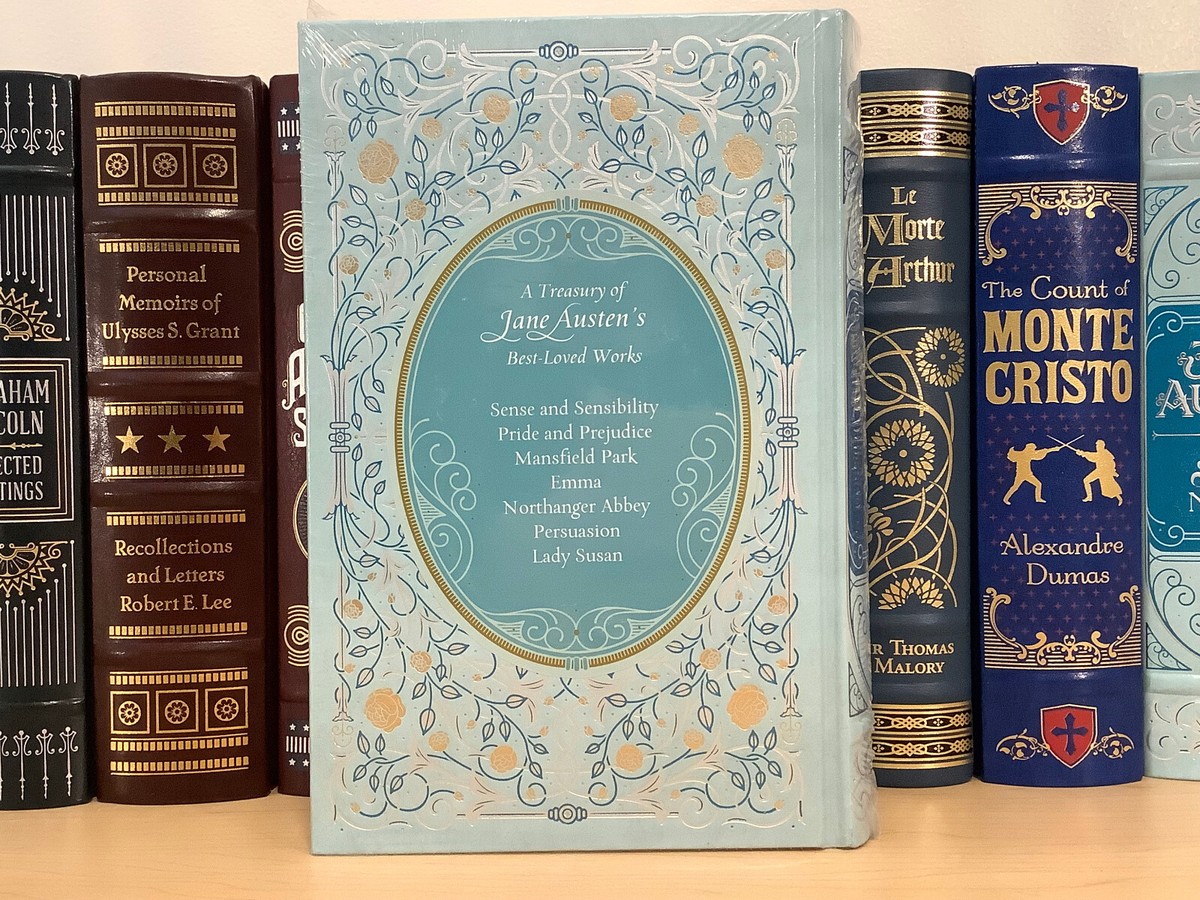 Personal
Memoirs of
Ulysses S. Grant
Recollections
and Letters
Robert E. Lee
A Treasury of
Jane Austen's
Best-Loved Works
Sense and Sensibility
Pride and Prejudice
Mansfield Park
Emma
Northanger Abbey
Persuasion
Lady Susan
Le
Morte
Arthur
Thomas
Malory
The Count of
MONTE
CRISTO
Alexandre
Dumas